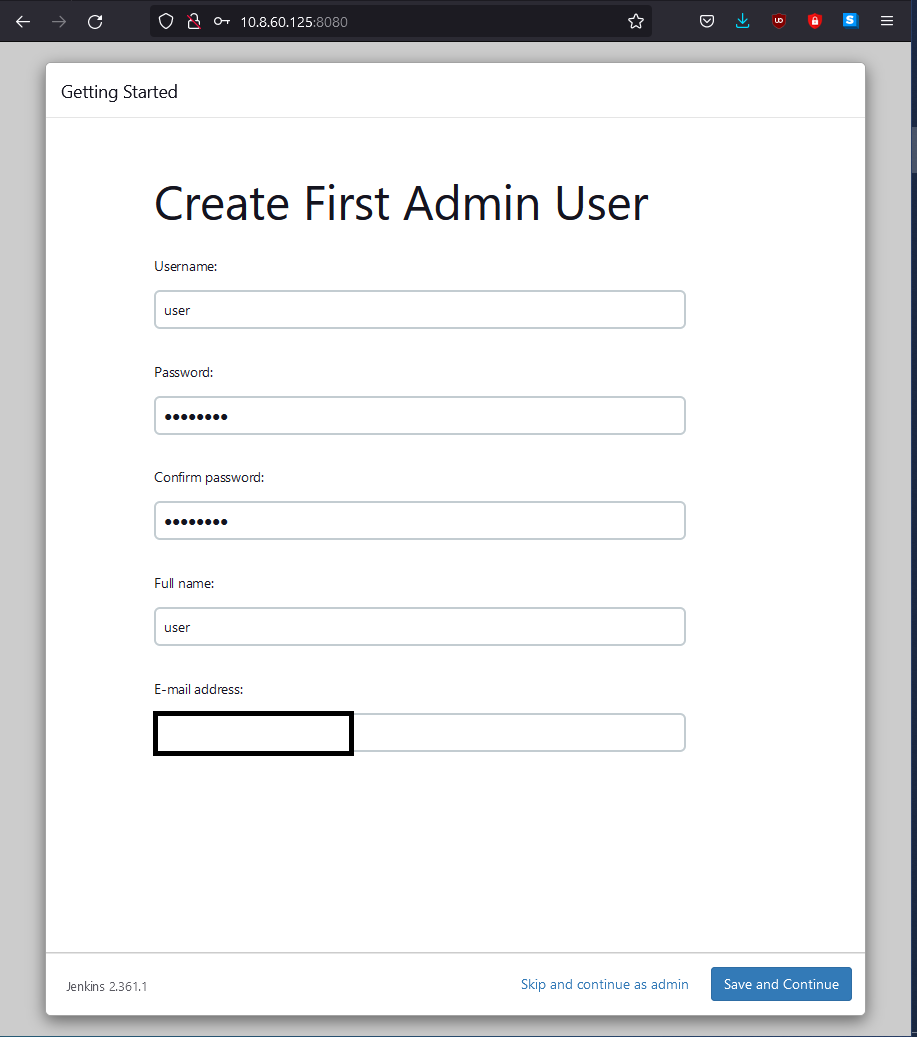 10.8.60.125:8080
Getting Started
Create First Admin User
Username:
user
Password:
••••••••
Confirm password:
••••••••
Full name:
user
E-mail address:
Jenkins 2.361.1
Skip and continue as admin
Save and Continue